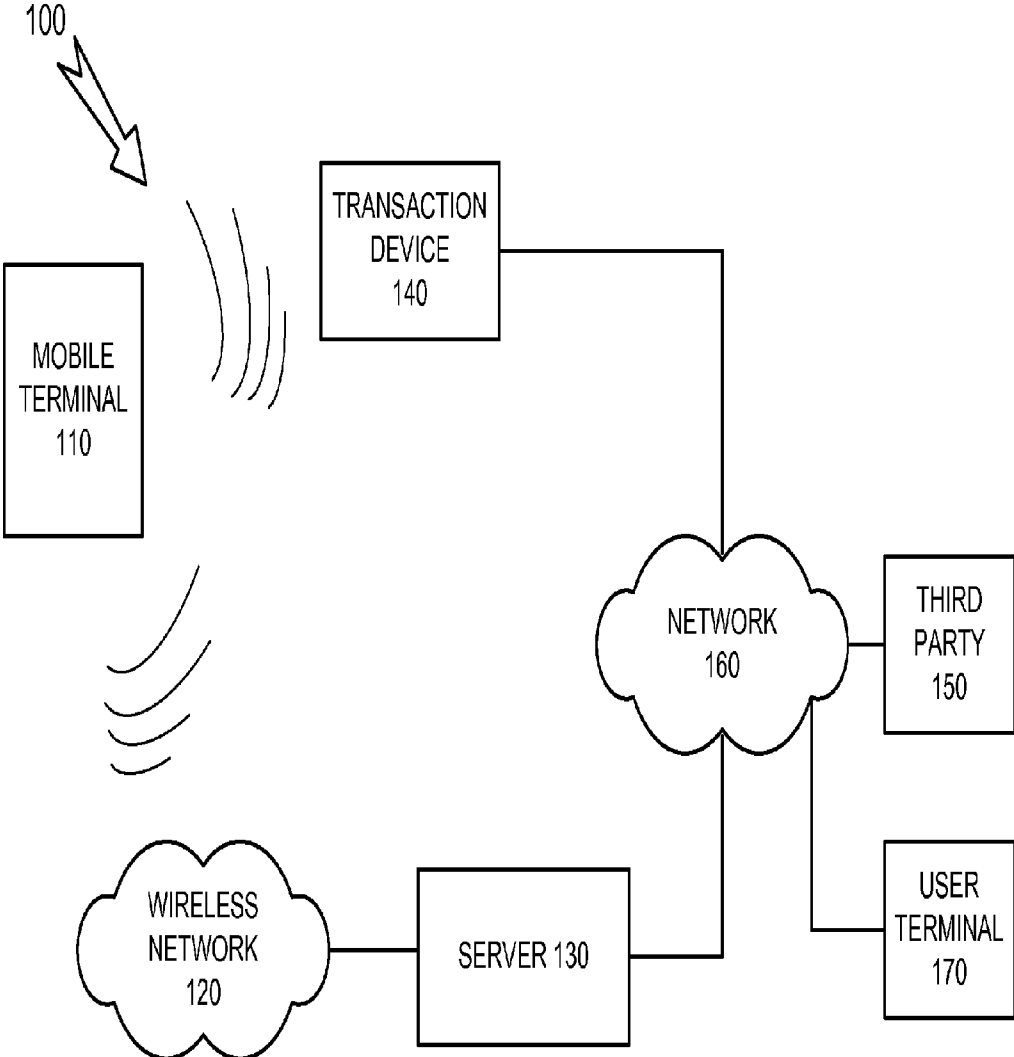 100
TRANSACTION
DEVICE
140
MOBILE
TERMINAL
110
NETWORK
160
THIRD
PARTY
150
WIRELESS
NETWORK
120
SERVER 130
USER
TERMINAL
170